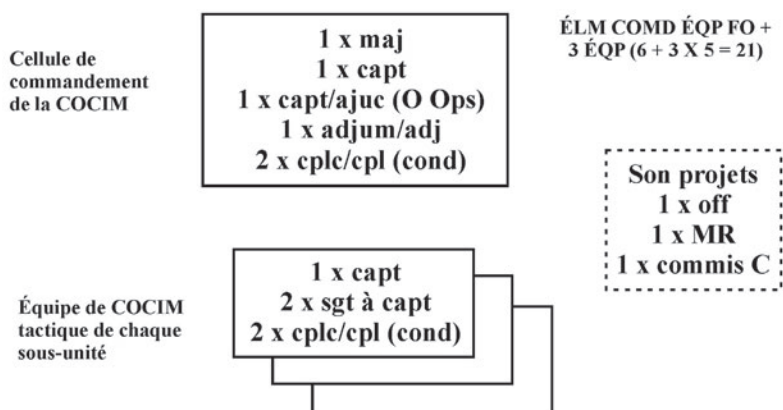 Cellule de
commandement
de la COCIM
1 x maj
1 x capt
1 x capt/ajuc (O Ops)
1 x adjum/adj
2 x cplc/cpl (cond)
ÉLM COMD ÉQP FO +
3 ÉQP (6 + 3 X 5 = 21)
Son projets
1 x off
1 x MR
1 x commis C
Équipe de COCIM
tactique de chaque
sous-unité
1 x capt
2 x sgt à capt
2 x cplc/cpl (cond)